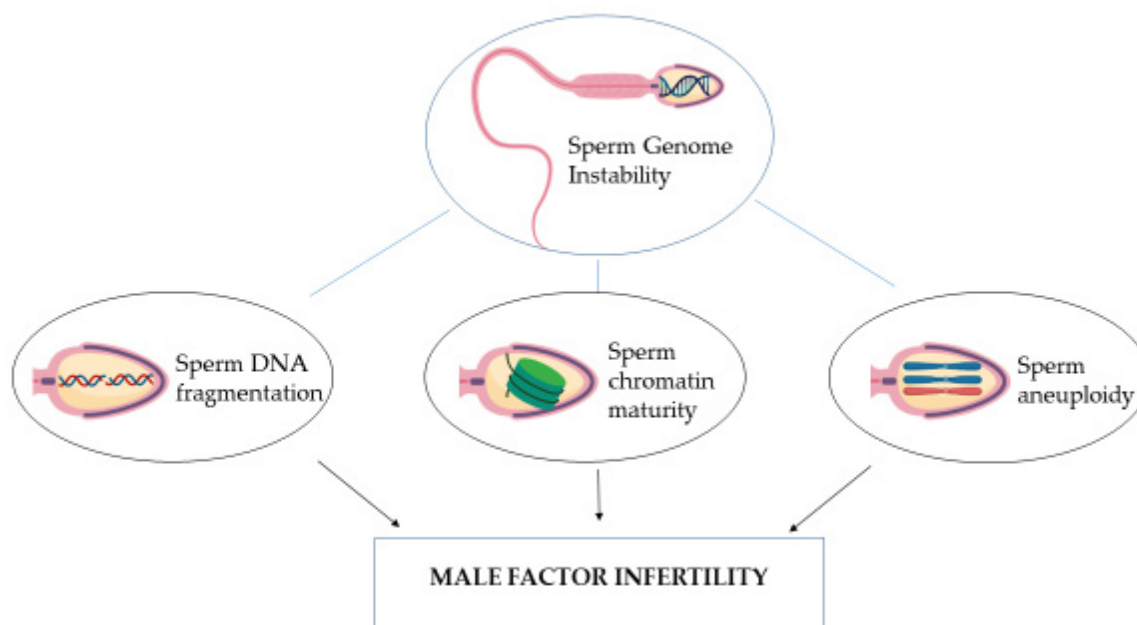 Sperm Genome
Instability
Sperm DNA
fragmentation
Sperm
chromatin
maturity
Sperm
aneuploidy
MALE FACTOR INFERTILITY